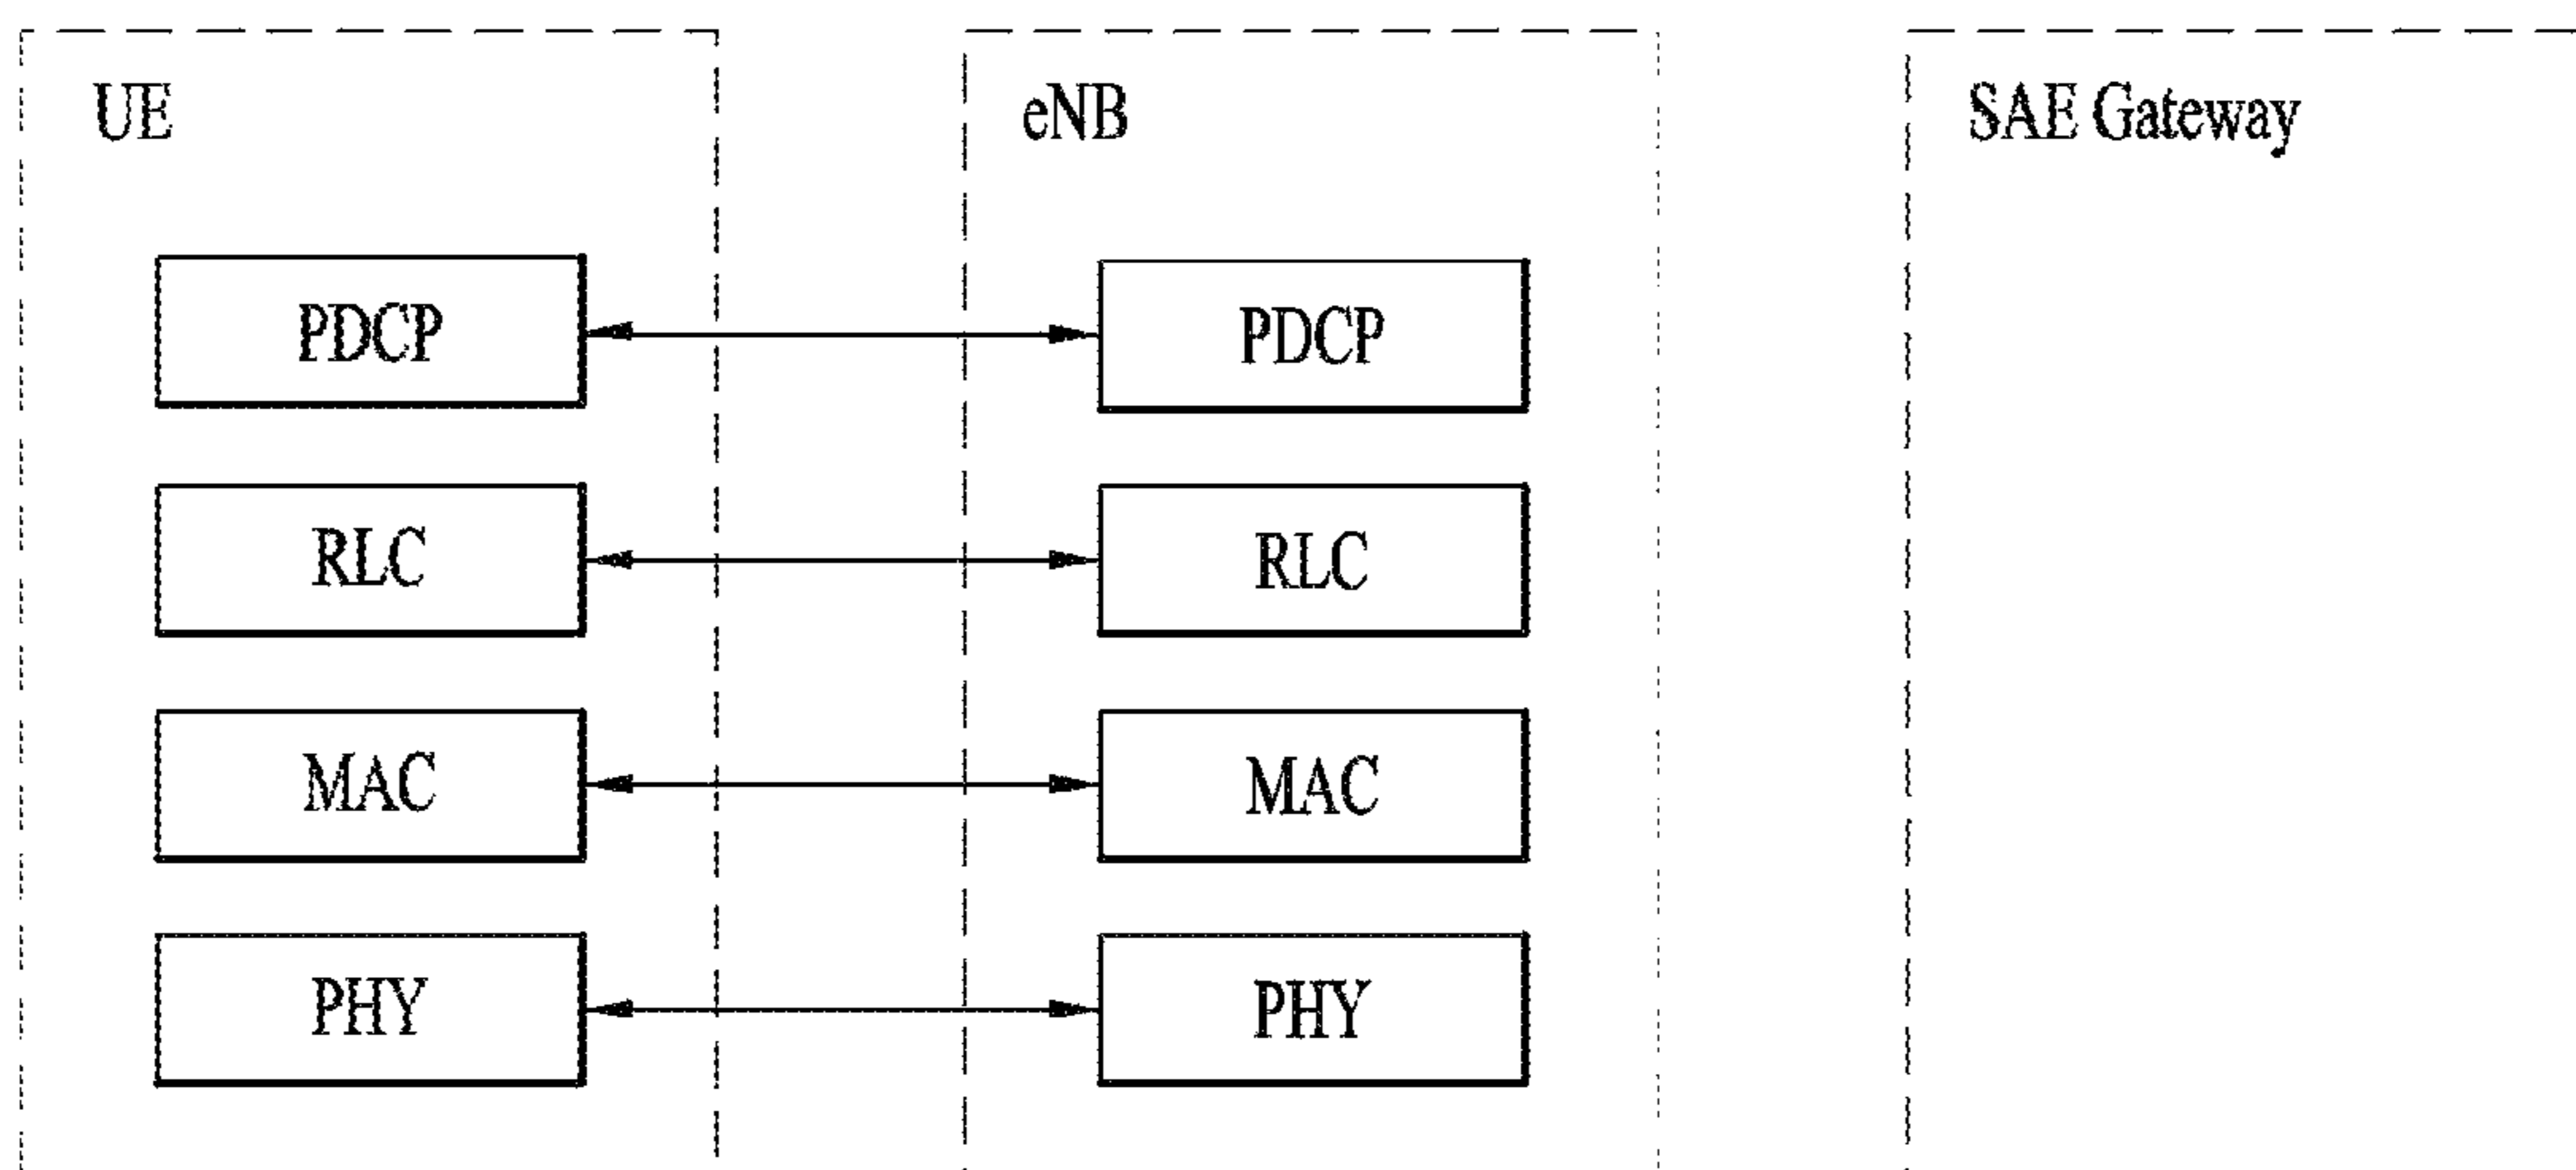 UE
eNB
SAE Gateway
PDCP
PDCP
RLC
RLC
MAC
MAC
PHY
PHY